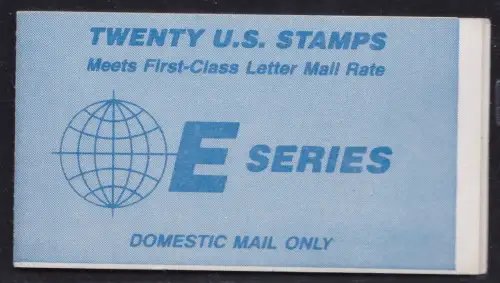 TWENTY U.S. STAMPS
Meets First-Class Letter Mail Rate
E SERIES
DOMESTIC MAIL ONLY